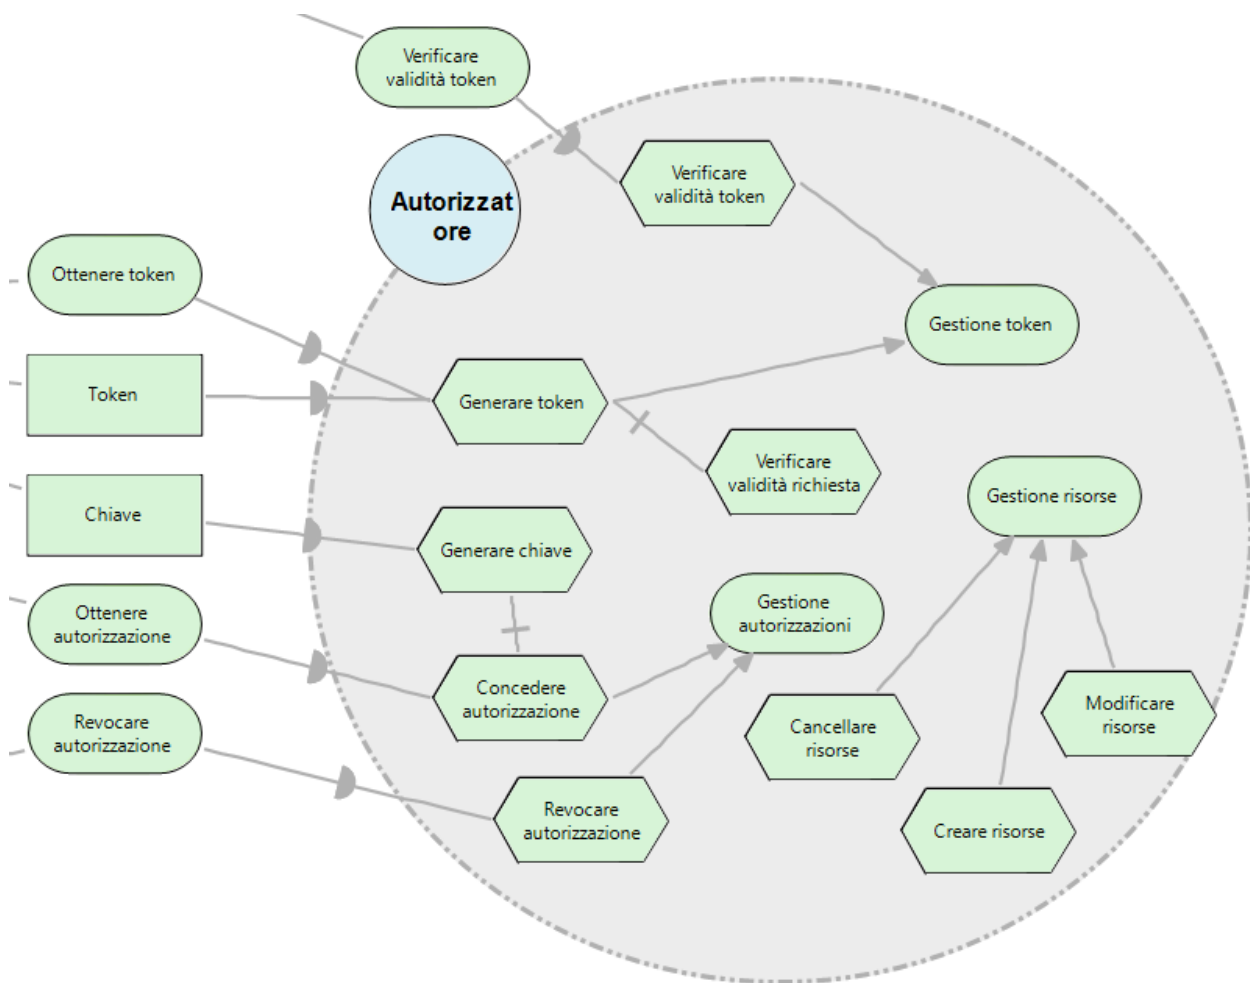 Verificare
validità token
Verificare
validità token
Autorizzat
ore
Ottenere token
Gestione token
Token
Generare token
Verificare
validità richiesta
Gestione risorse
Chiave
Generare chiave
Ottenere
autorizzazione
Gestione
autorizzazioni
Concedere
autorizzazione
Revocare
autorizzazione
Cancellare
risorse
Modificare
risorse
Revocare
autorizzazione
Creare risorse